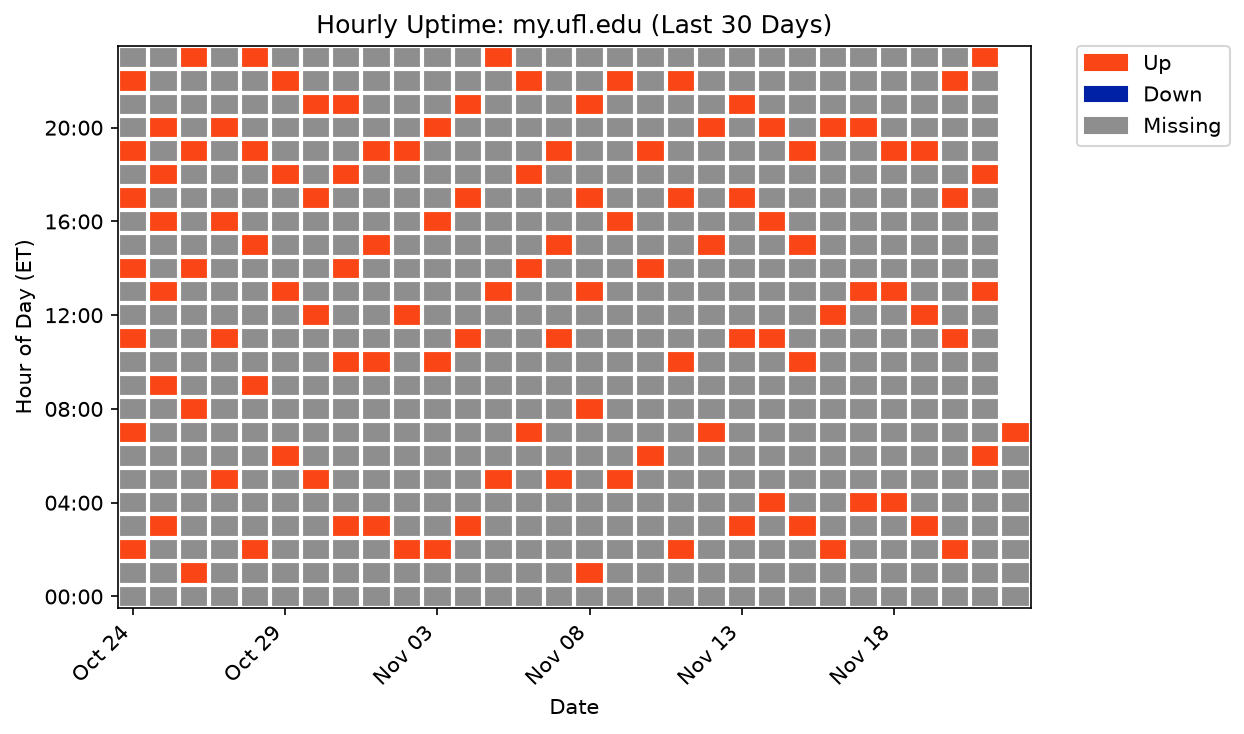 Hourly Uptime: my.ufl.edu (Last 30 Days)
Up
Down
Missing
Hour of Day (ET)
20:00
16:00
12:00
08:00
04:00
00:00
Oct 24
Oct 29
Nov 03
Nov 08
Nov 13
Nov 18
Date